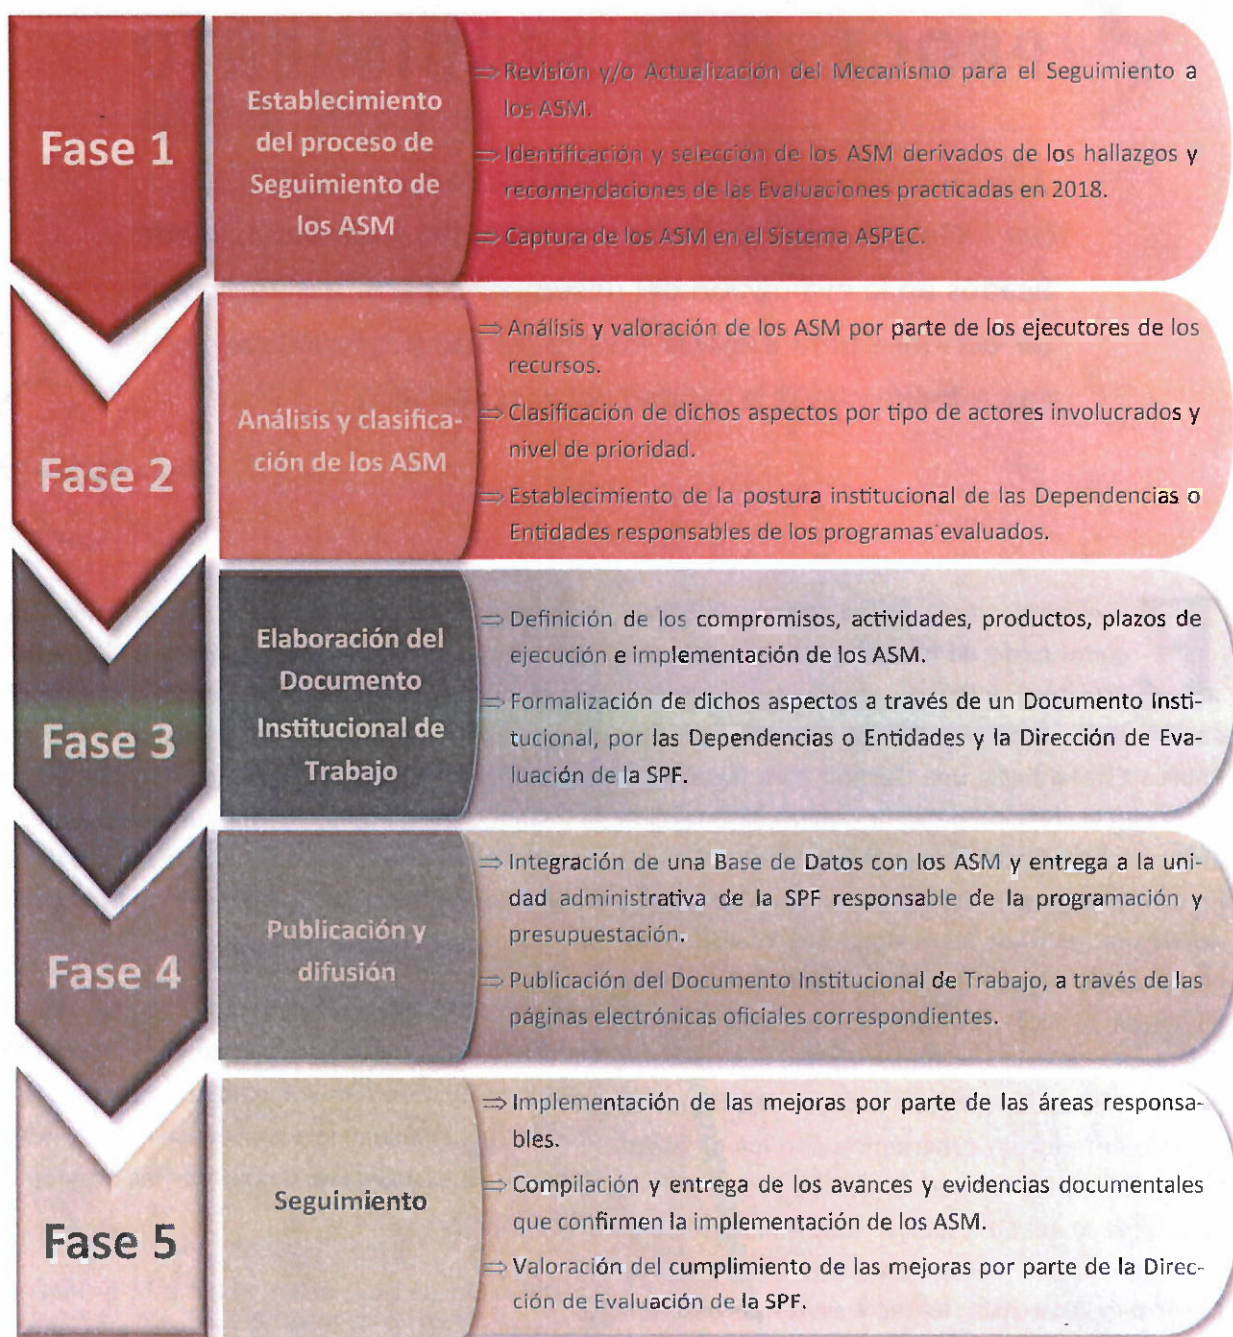 Fase 1
Establecimiento
del proceso de
Seguimiento de
los ASM
⇒ Revisión y/o Actualización del Mecanismo para el Seguimiento a
los ASM.
⇒ Identificación y selección de los ASM derivados de los hallazgos y
recomendaciones de las Evaluaciones practicadas en 2018.
⇒ Captura de los ASM en el Sistema ASPEC.
Fase 2
Análisis y clasifica-
ción de los ASM
⇒ Análisis y valoración de los ASM por parte de los ejecutores de los
recursos.
⇒ Clasificación de dichos aspectos por tipo de actores involucrados y
nivel de prioridad.
⇒ Establecimiento de la postura institucional de las Dependencias o
Entidades responsables de los programas evaluados.
Fase 3
Elaboración del
Documento
Institucional de
Trabajo
⇒ Definición de los compromisos, actividades, productos, plazos de
ejecución e implementación de los ASM.
⇒ Formalización de dichos aspectos a través de un Documento Insti-
tucional, por las Dependencias o Entidades y la Dirección de Eva-
luación de la SPF.
Fase 4
Publicación y
difusión
⇒ Integración de una Base de Datos con los ASM y entrega a la uni-
dad administrativa de la SPF responsable de la programación y
presupuestación.
⇒ Publicación del Documento Institucional de Trabajo, a través de las
páginas electrónicas oficiales correspondientes.
Fase 5
Seguimiento
⇒ Implementación de las mejoras por parte de las áreas responsa-
bles.
⇒ Compilación y entrega de los avances y evidencias documentales
que confirmen la implementación de los ASM.
⇒ Valoración del cumplimiento de las mejoras por parte de la Direc-
ción de Evaluación de la SPF.